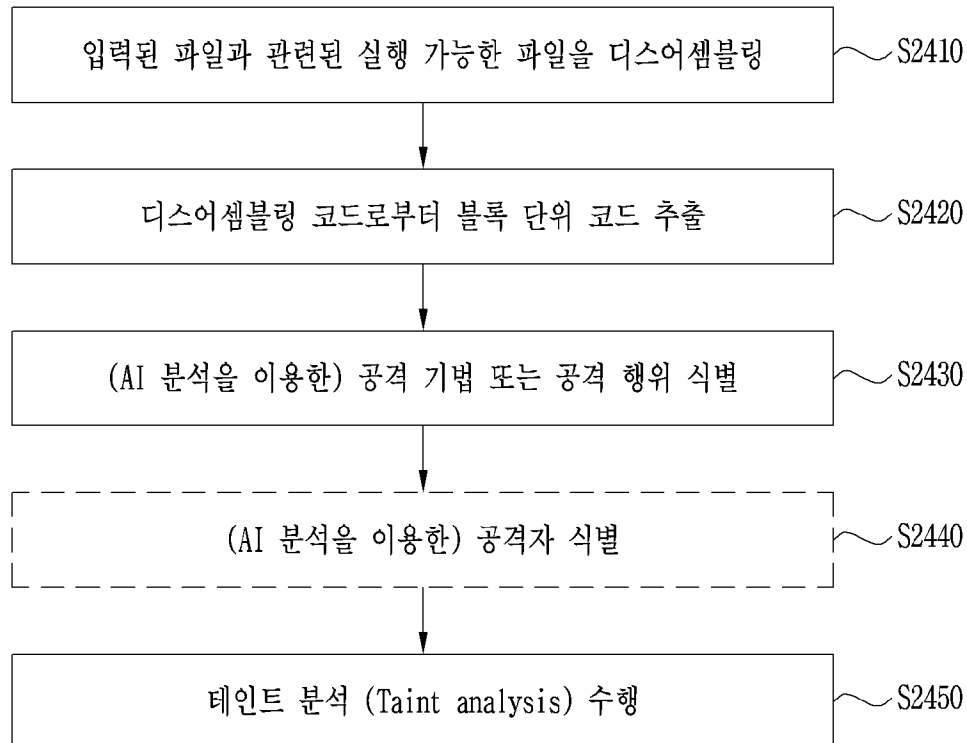 입력된 파일과 관련된 실행 가능한 파일을 디스어셈블링
S2410
디스어셈블링 코드로부터 블록 단위 코드 추출
S2420
(AI 분석을 이용한) 공격 기법 또는 공격 행위 식별
S2430
(AI 분석을 이용한) 공격자 식별
S2440
테인트 분석 (Taint analysis) 수행
S2450